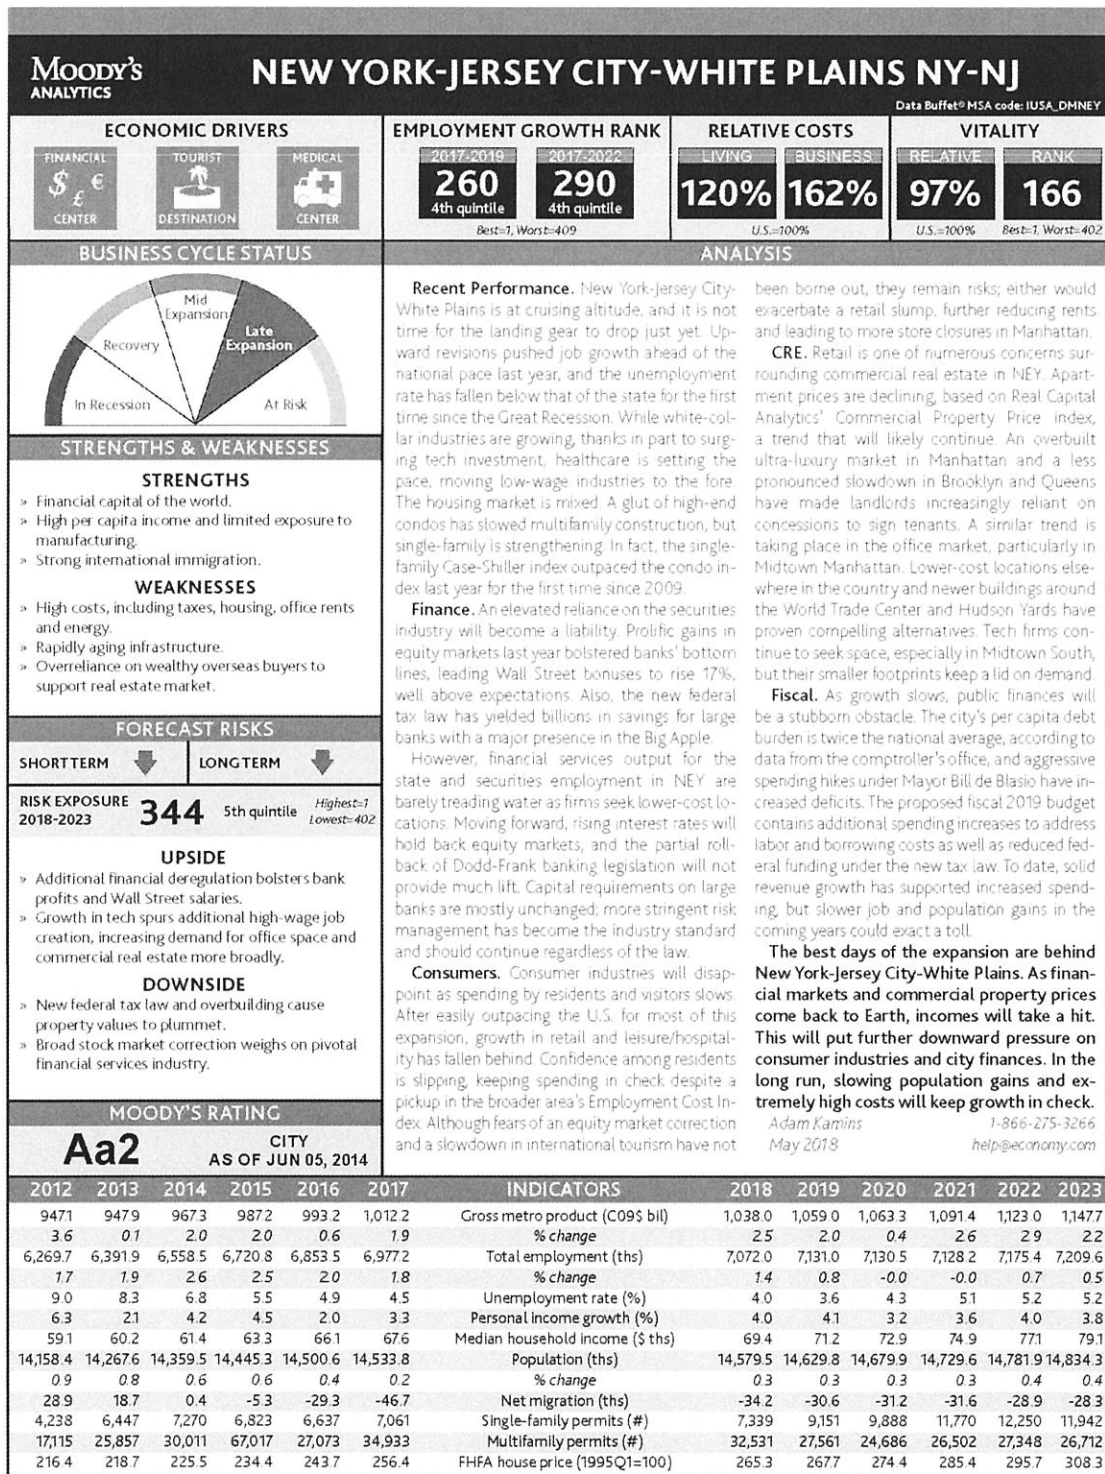 MOODY'S
ANALYTICS
NEW YORK-JERSEY CITY-WHITE PLAINS NY-NJ
Data Buffet® MSA code: IUSA_DMNEY
ECONOMIC DRIVERS
FINANCIAL
$ £ €
CENTER
TOURIST
DESTINATION
MEDICAL
CENTER
EMPLOYMENT GROWTH RANK
2017-2019
260
4th quintile
2017-2022
290
4th quintile
Best=1, Worst=409
RELATIVE COSTS
LIVING
120%
BUSINESS
162%
U.S.=100%
VITALITY
RELATIVE
97%
U.S.=100%
RANK
166
Best=1, Worst=402
BUSINESS CYCLE STATUS
In Recession
Recovery
Mid
Expansion
Late
Expansion
At Risk
STRENGTHS & WEAKNESSES
STRENGTHS
» Financial capital of the world.
» High per capita income and limited exposure to
manufacturing.
» Strong international immigration.
WEAKNESSES
» High costs, including taxes, housing, office rents
and energy.
» Rapidly aging infrastructure.
» Overreliance on wealthy overseas buyers to
support real estate market.
FORECAST RISKS
SHORT TERM
LONG TERM
RISK EXPOSURE
2018-2023
344
5th quintile
Highest=1
Lowest=402
UPSIDE
» Additional financial deregulation bolsters bank
profits and Wall Street salaries.
» Growth in tech spurs additional high-wage job
creation, increasing demand for office space and
commercial real estate more broadly.
DOWNSIDE
» New federal tax law and overbuilding cause
property values to plummet.
» Broad stock market correction weighs on pivotal
financial services industry.
MOODY'S RATING
Aa2
CITY
AS OF JUN 05, 2014
ANALYSIS
Recent Performance. New York-Jersey City-
White Plains is at cruising altitude, and it is not
time for the landing gear to drop just yet. Up-
ward revisions pushed job growth ahead of the
national pace last year, and the unemployment
rate has fallen below that of the state for the first
time since the Great Recession. While white-col-
lar industries are growing, thanks in part to surg-
ing tech investment, healthcare is setting the
pace, moving low-wage industries to the fore.
The housing market is mixed. A glut of high-end
condos has slowed multifamily construction, but
single-family is strengthening. In fact, the single-
family Case-Shiller index outpaced the condo in-
dex last year for the first time since 2009.
Finance. An elevated reliance on the securities
industry will become a liability. Prolific gains in
equity markets last year bolstered banks' bottom
lines, leading Wall Street bonuses to rise 17%,
well above expectations. Also, the new federal
tax law has yielded billions in savings for large
banks with a major presence in the Big Apple.
However, financial services output for the
state and securities employment in NEY are
barely treading water as firms seek lower-cost lo-
cations. Moving forward, rising interest rates will
hold back equity markets, and the partial roll-
back of Dodd-Frank banking legislation will not
provide much lift. Capital requirements on large
banks are mostly unchanged; more stringent risk
management has become the industry standard
and should continue regardless of the law.
Consumers. Consumer industries will disap-
point as spending by residents and visitors slows.
After easily outpacing the U.S. for most of this
expansion, growth in retail and leisure/hospital-
ity has fallen behind. Confidence among residents
is slipping, keeping spending in check despite a
pickup in the broader area's Employment Cost In-
dex. Although fears of an equity market correction
and a slowdown in international tourism have not
been borne out, they remain risks; either would
exacerbate a retail slump, further reducing rents
and leading to more store closures in Manhattan.
CRE. Retail is one of numerous concerns sur-
rounding commercial real estate in NEY. Apart-
ment prices are declining, based on Real Capital
Analytics' Commercial Property Price index,
a trend that will likely continue. An overbuilt
ultra-luxury market in Manhattan and a less
pronounced slowdown in Brooklyn and Queens
have made landlords increasingly reliant on
concessions to sign tenants. A similar trend is
taking place in the office market, particularly in
Midtown Manhattan. Lower-cost locations else-
where in the country and newer buildings around
the World Trade Center and Hudson Yards have
proven compelling alternatives. Tech firms con-
tinue to seek space, especially in Midtown South,
but their smaller footprints keep a lid on demand.
Fiscal. As growth slows, public finances will
be a stubborn obstacle. The city's per capita debt
burden is twice the national average, according to
data from the comptroller's office, and aggressive
spending hikes under Mayor Bill de Blasio have in-
creased deficits. The proposed fiscal 2019 budget
contains additional spending increases to address
labor and borrowing costs as well as reduced fed-
eral funding under the new tax law. To date, solid
revenue growth has supported increased spend-
ing, but slower job and population gains in the
coming years could exact a toll.
The best days of the expansion are behind
New York-Jersey City-White Plains. As finan-
cial markets and commercial property prices
come back to Earth, incomes will take a hit.
This will put further downward pressure on
consumer industries and city finances. In the
long run, slowing population gains and ex-
tremely high costs will keep growth in check.
Adam Kamins 1-866-275-3266
May 2018 help@economy.com
2012 2013 2014 2015 2016 2017 INDICATORS 2018 2019 2020 2021 2022 2023
947.1 947.9 967.3 987.2 993.2 1,012.2 Gross metro product (C09$ bil) 1,038.0 1,059.0 1,063.3 1,091.4 1,123.0 1,147.7
3.6 0.1 2.0 2.0 0.6 1.9 % change 2.5 2.0 0.4 2.6 2.9 2.2
6,269.7 6,391.9 6,558.5 6,720.8 6,853.5 6,977.2 Total employment (ths) 7,072.0 7,131.0 7,130.5 7,128.2 7,175.4 7,209.6
1.7 1.9 2.6 2.5 2.0 1.8 % change 1.4 0.8 -0.0 -0.0 0.7 0.5
9.0 8.3 6.8 5.5 4.9 4.5 Unemployment rate (%) 4.0 3.6 4.3 5.1 5.2 5.2
6.3 2.1 4.2 4.5 2.0 3.3 Personal income growth (%) 4.0 4.1 3.2 3.6 4.0 3.8
59.1 60.2 61.4 63.3 66.1 67.6 Median household income ($ ths) 69.4 71.2 72.9 74.9 77.1 79.1
14,158.4 14,267.6 14,359.5 14,445.3 14,500.6 14,533.8 Population (ths) 14,579.5 14,629.8 14,679.9 14,729.6 14,781.9 14,834.3
0.9 0.8 0.6 0.6 0.4 0.2 % change 0.3 0.3 0.3 0.3 0.4 0.4
28.9 18.7 0.4 -5.3 -29.3 -46.7 Net migration (ths) -34.2 -30.6 -31.2 -31.6 -28.9 -28.3
4,238 6,447 7,270 6,823 6,637 7,061 Single-family permits (#) 7,339 9,151 9,888 11,770 12,250 11,942
17,115 25,857 30,011 67,017 27,073 34,933 Multifamily permits (#) 32,531 27,561 24,686 26,502 27,348 26,712
216.4 218.7 225.5 234.4 243.7 256.4 FHFA house price (1995Q1=100) 265.3 267.7 274.4 285.4 295.7 308.3